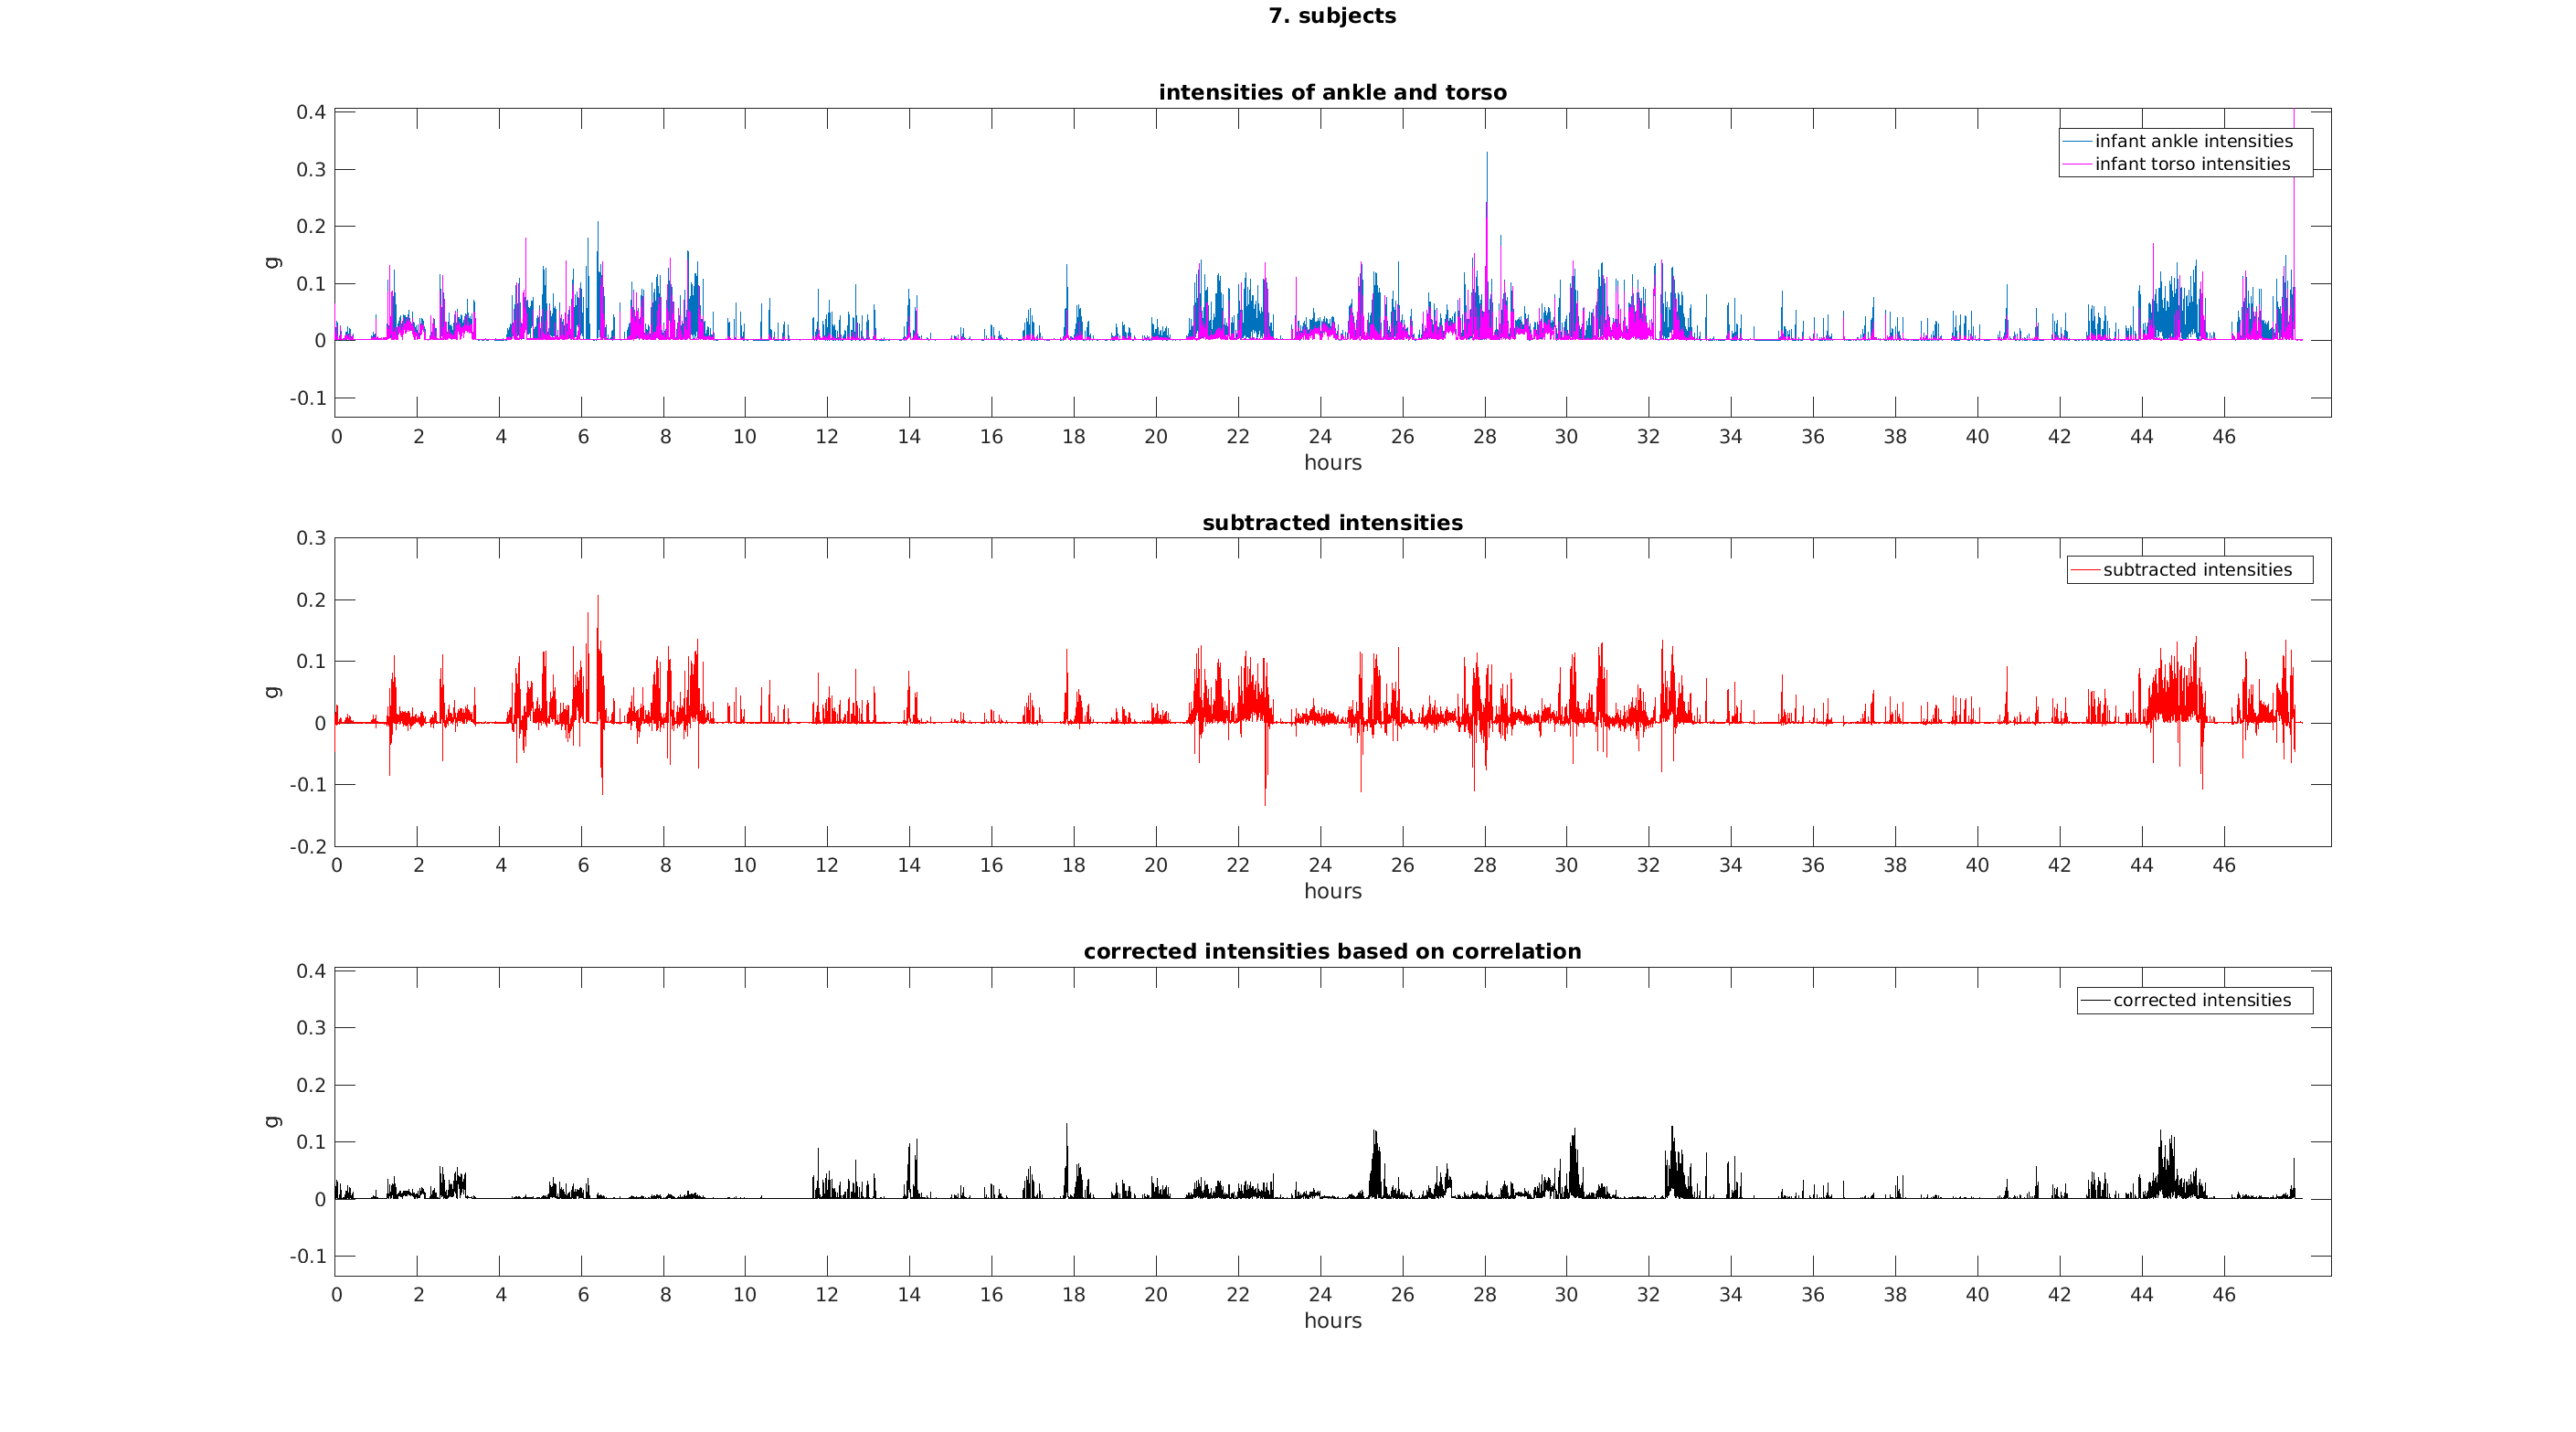 7. subjects
intensities of ankle and torso
infant ankle intensities
infant torso intensities
0.4
0.3
0.2
0.1
0
-0.1
g
0 2 4 6 8 10 12 14 16 18 20 22 24 26 28 30 32 34 36 38 40 42 44 46
hours
subtracted intensities
subtracted intensities
0.3
0.2
0.1
0
-0.1
-0.2
g
0 2 4 6 8 10 12 14 16 18 20 22 24 26 28 30 32 34 36 38 40 42 44 46
hours
corrected intensities based on correlation
corrected intensities
0.4
0.3
0.2
0.1
0
-0.1
g
0 2 4 6 8 10 12 14 16 18 20 22 24 26 28 30 32 34 36 38 40 42 44 46
hours